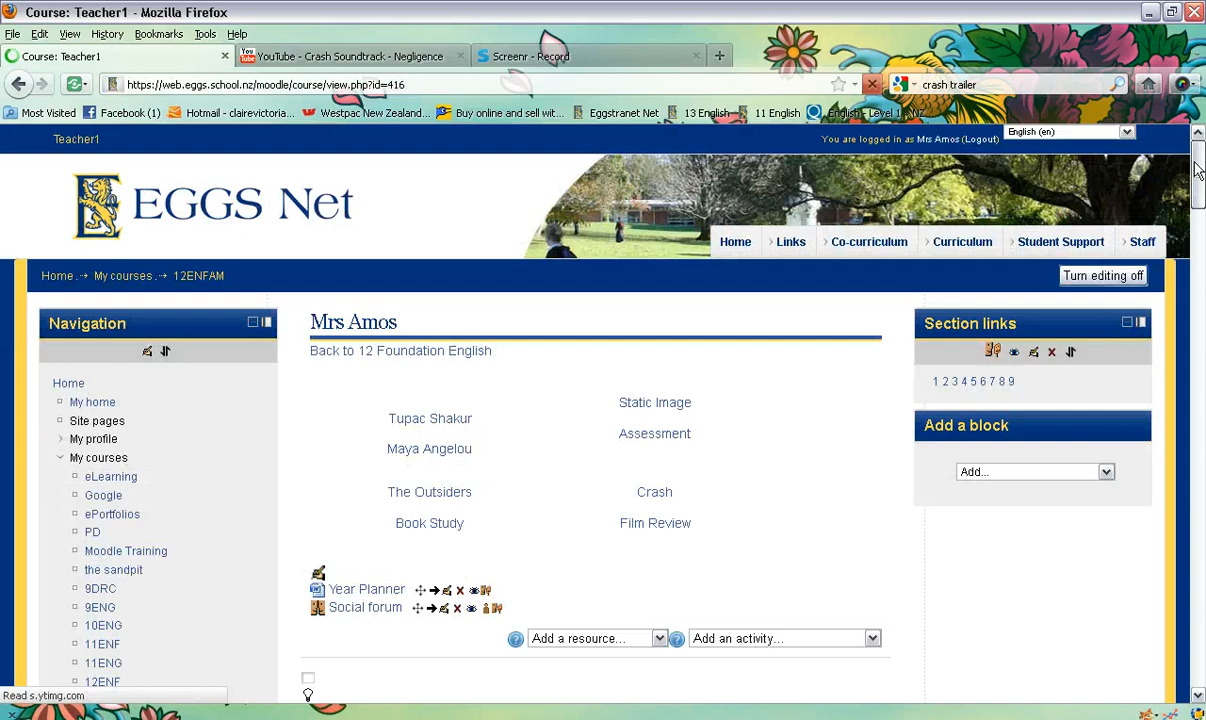 Course: Teacher1 - Mozilla Firefox
File Edit View History Bookmarks Tools Help
Course: Teacher1
YouTube - Crash Soundtrack - Negligence
Screenr - Record
https://web.eggs.school.nz/moodle/course/view.php?id=416
crash trailer
Most Visited
Facebook (1)
Hotmail - clairevictoria...
Westpac New Zealand...
Buy online and sell wit...
Eggstranet Net
13 English
11 English
English - Level 1 - NZ
Teacher1
You are logged in as Mrs Amos (Logout)
English (en)
EGGS Net
Home
Links
Co-curriculum
Curriculum
Student Support
Staff
Home
My courses
12ENFAM
Turn editing off
Navigation
Home
My home
Site pages
My profile
My courses
eLearning
Google
ePortfolios
PD
Moodle Training
the sandpit
9DRC
9ENG
10ENG
11ENF
11ENG
12ENF
Mrs Amos
Back to 12 Foundation English
Tupac Shakur
Maya Angelou
Static Image
Assessment
The Outsiders
Book Study
Crash
Film Review
Year Planner
Social forum
Add a resource...
Add an activity...
Section links
1 2 3 4 5 6 7 8 9
Add a block
Add...
Read s.ytimg.com